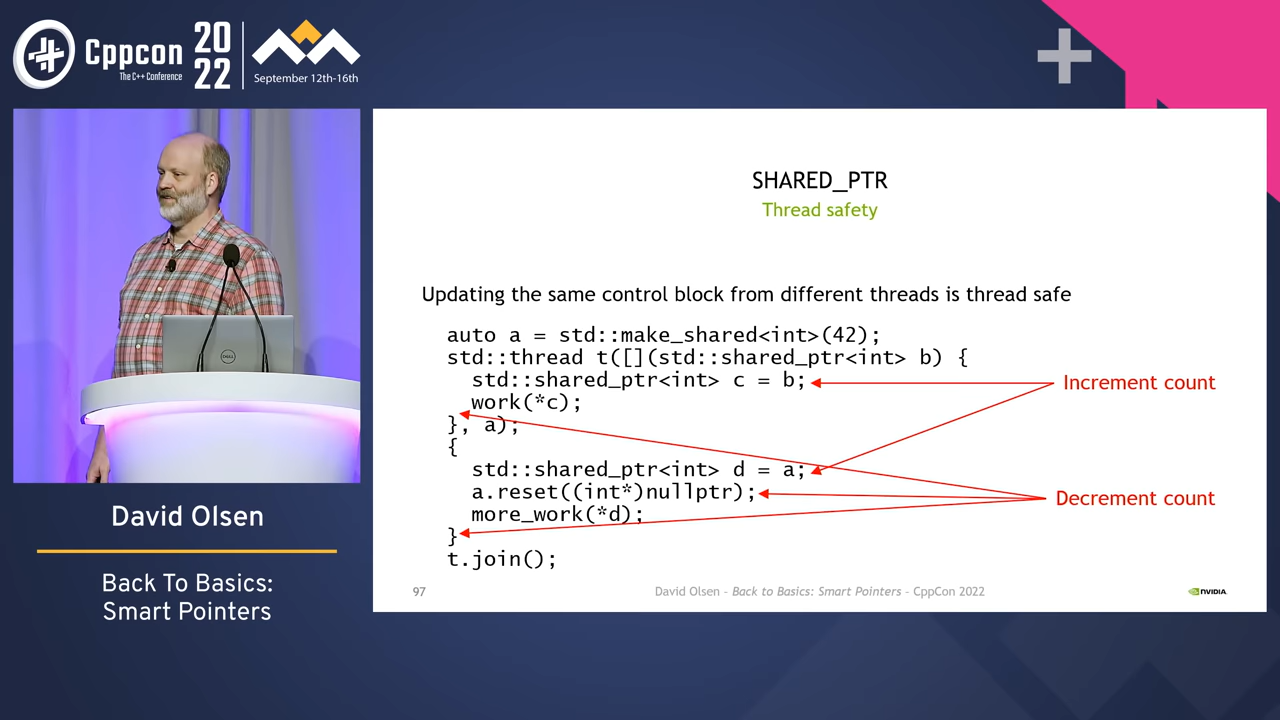 Cppcon
The C++ Conference
20
22
September 12th-16th
SHARED_PTR
Thread safety
Updating the same control block from different threads is thread safe
auto a = std::make_shared<int>(42);
std::thread t([](std::shared_ptr<int> b) {
std::shared_ptr<int> c = b;
Increment count
work(*c);
}, a);
{
std::shared_ptr<int> d = a;
a.reset((int*)nullptr);
Decrement count
more_work(*d);
}
t.join();
97
David Olsen - Back to Basics: Smart Pointers - CppCon 2022
NVIDIA
DELL
David Olsen
Back To Basics:
Smart Pointers